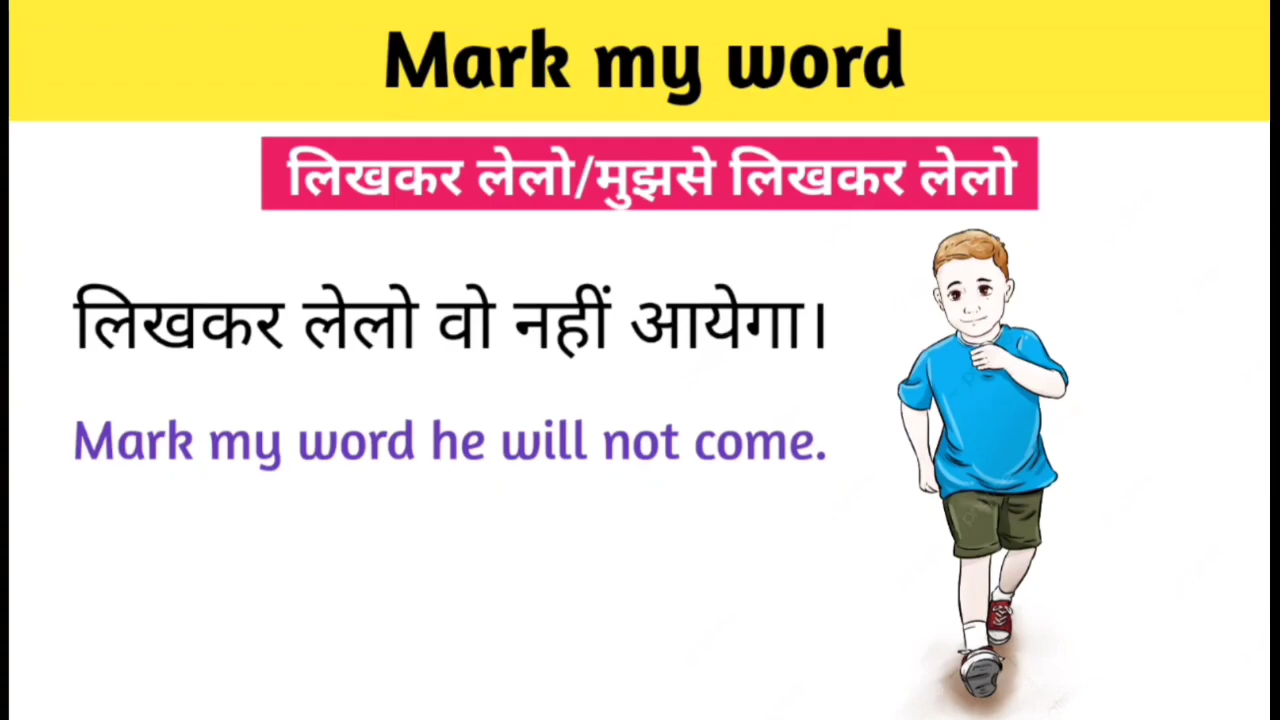 Mark my word
लिखकर लेलो/मुझसे लिखकर लेलो
लिखकर लेलो वो नहीं आयेगा।
Mark my word he will not come.